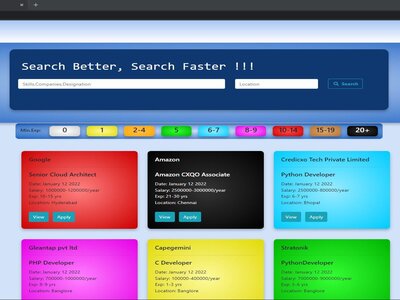 Search Better, Search Faster !!!
Skills,Companies,Designation
Location
Search
Min Exp:
0
1
2-4
5
6-7
8-9
10-14
15-19
20+
Google
Senior Cloud Architect
Date: January 12 2022
Salary: 1000000-1200000/year
Exp: 10-15 yrs
Location: Hyderabad
View
Apply
Amazon
Amazon CXQO Associate
Date: January 12 2022
Salary: 2500000-3000000/year
Exp: 21-30 yrs
Location: Chennai
View
Apply
Credicxo Tech Private Limited
Python Developer
Date: January 12 2022
Salary: 2500000-300000/year
Exp: 6-7 yrs
Location: Bhopal
View
Apply
Gleantap pvt ltd
PHP Developer
Date: January 12 2022
Salary: 700000-1000000/year
Exp: 8-9 yrs
Location: Banglore
Capegemini
C Developer
Date: January 12 2022
Salary: 100000-400000/year
Exp: 1-3 yrs
Location: Banglore
Stratonik
PythonDeveloper
Date: January 12 2022
Salary: 500000-1000000/year
Exp: 5-6 yrs
Location: Banglore